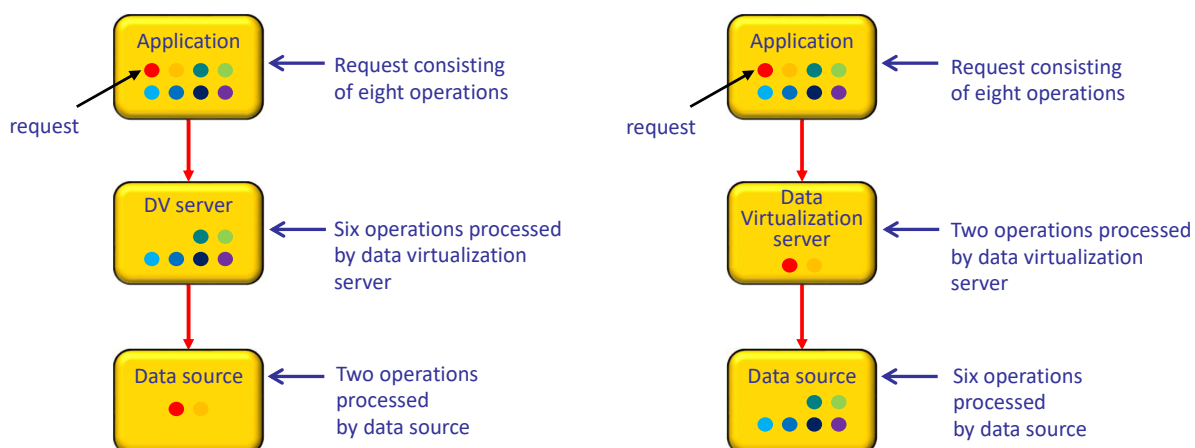 Application
Request consisting
of eight operations
request
DV server
Six operations processed
by data virtualization
server
Data source
Two operations
processed
by data source
Application
Request consisting
of eight operations
request
Data
Virtualization
server
Two operations processed
by data virtualization
server
Data source
Six operations
processed
by data source